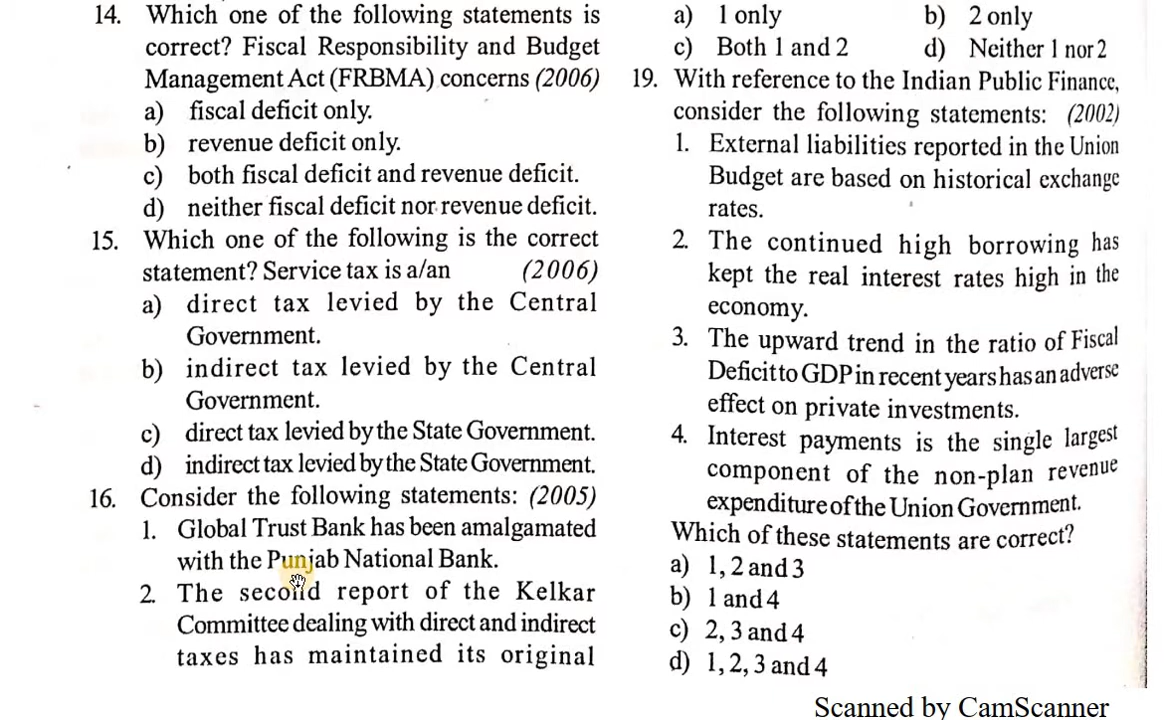 14. Which one of the following statements is
correct? Fiscal Responsibility and Budget
Management Act (FRBMA) concerns (2006)
a) fiscal deficit only.
b) revenue deficit only.
c) both fiscal deficit and revenue deficit.
d) neither fiscal deficit nor revenue deficit.
15. Which one of the following is the correct
statement? Service tax is a/an (2006)
a) direct tax levied by the Central
Government.
b) indirect tax levied by the Central
Government.
c) direct tax levied by the State Government.
d) indirect tax levied by the State Government.
16. Consider the following statements: (2005)
1. Global Trust Bank has been amalgamated
with the Punjab National Bank.
2. The second report of the Kelkar
Committee dealing with direct and indirect
taxes has maintained its original
a) 1 only b) 2 only
c) Both 1 and 2 d) Neither 1 nor 2
19. With reference to the Indian Public Finance,
consider the following statements: (2002)
1. External liabilities reported in the Union
Budget are based on historical exchange
rates.
2. The continued high borrowing has
kept the real interest rates high in the
economy.
3. The upward trend in the ratio of Fiscal
Deficit to GDP in recent years has an adverse
effect on private investments.
4. Interest payments is the single largest
component of the non-plan revenue
expenditure of the Union Government.
Which of these statements are correct?
a) 1, 2 and 3
b) 1 and 4
c) 2, 3 and 4
d) 1, 2, 3 and 4
Scanned by CamScanner